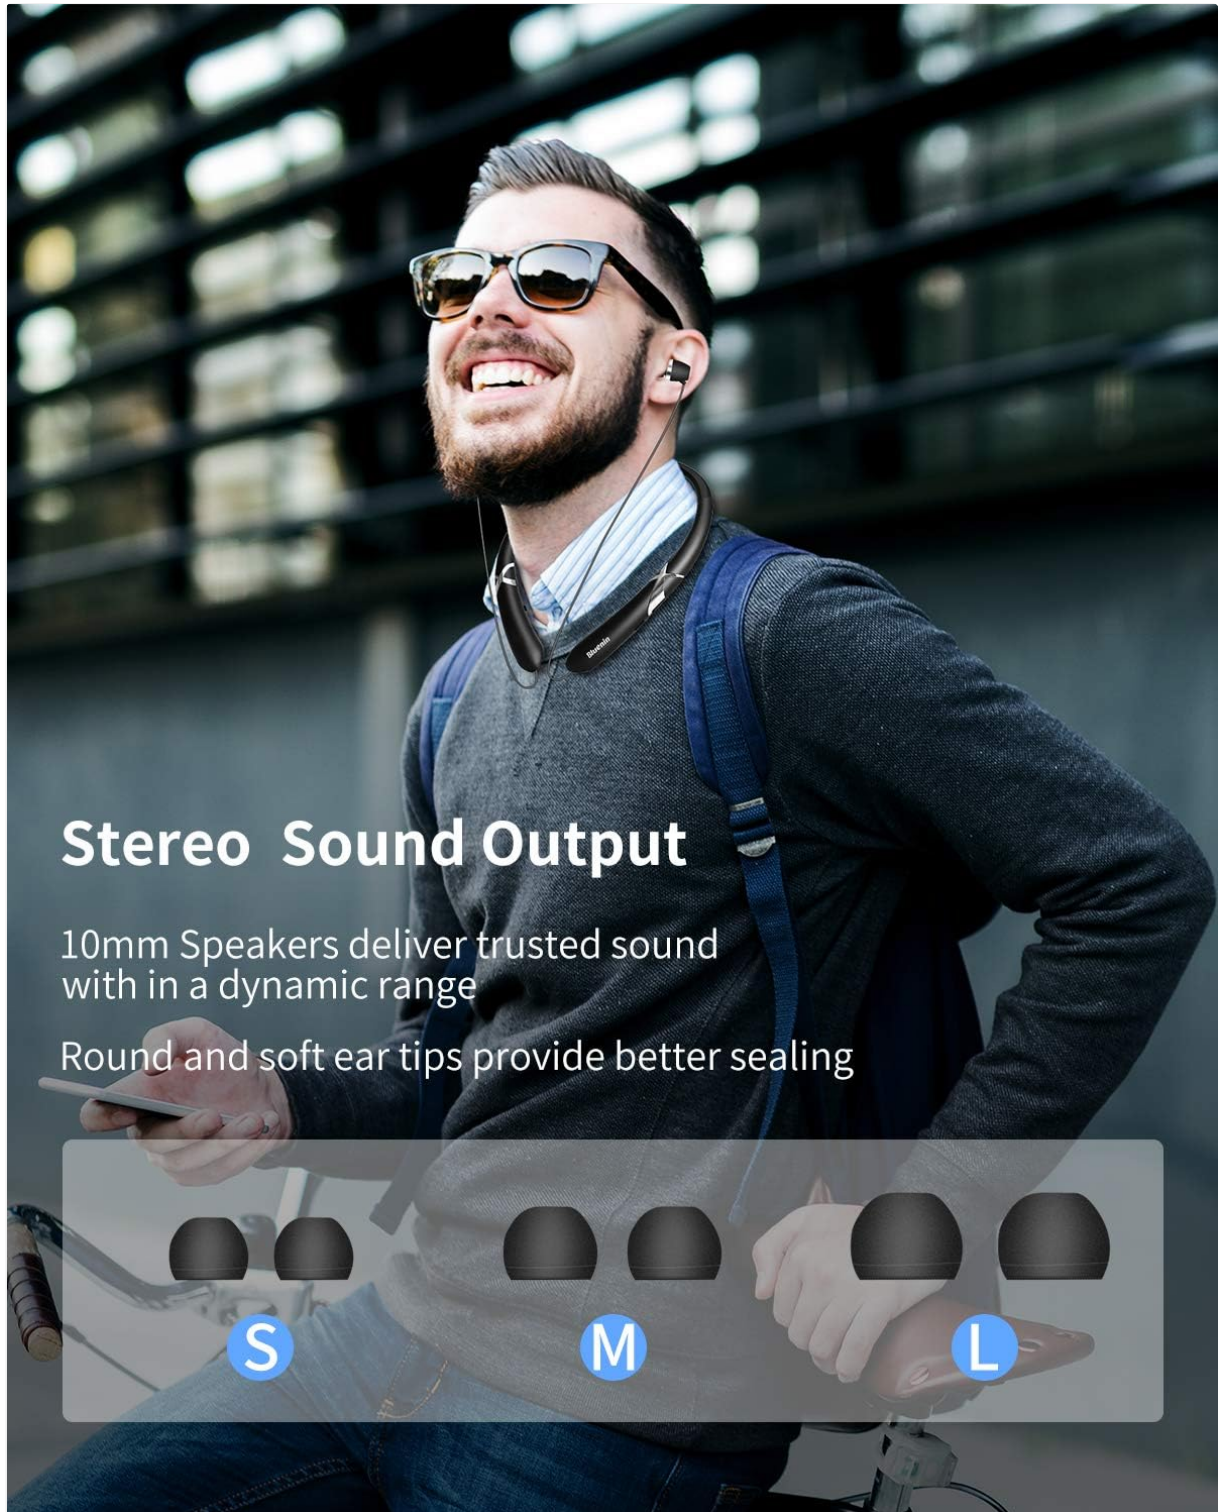 Stereo Sound Output
10mm Speakers deliver trusted sound
with in a dynamic range
Round and soft ear tips provide better sealing
S M L